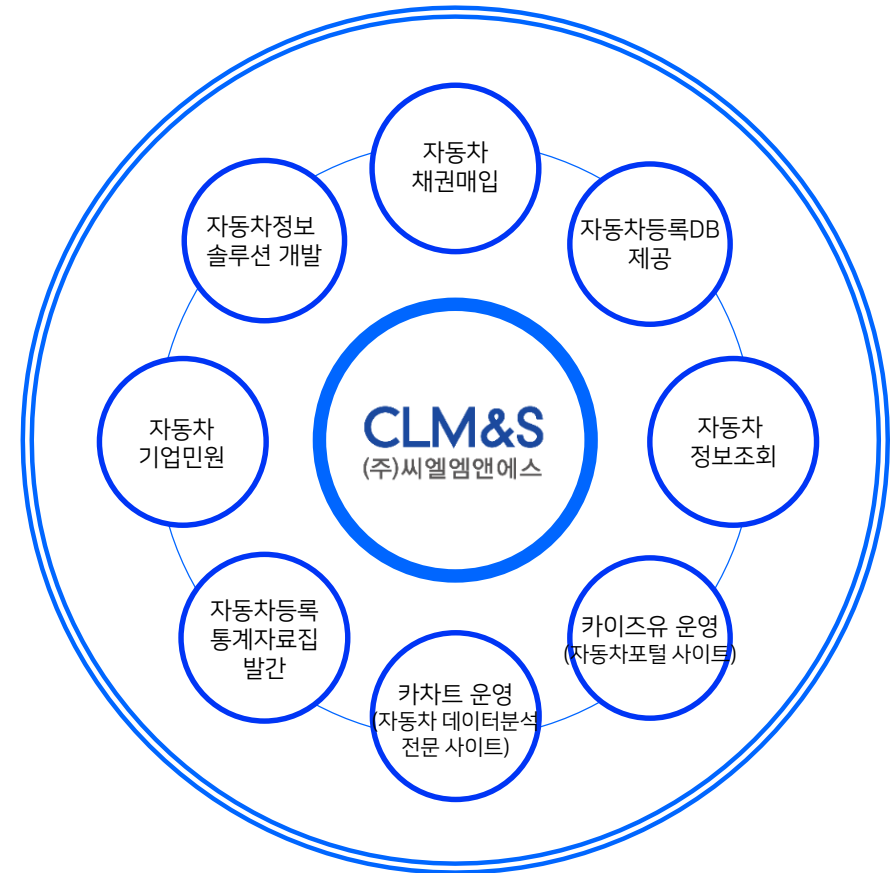 자동차
채권매입
자동차정보
솔루션 개발
자동차등록DB
제공
CLM&S
(주)씨엘엠앤에스
자동차
기업민원
자동차
정보조회
자동차등록
통계자료집
발간
카이즈유 운영
(자동차포털 사이트)
카차트 운영
(자동차 데이터분석
전문 사이트)